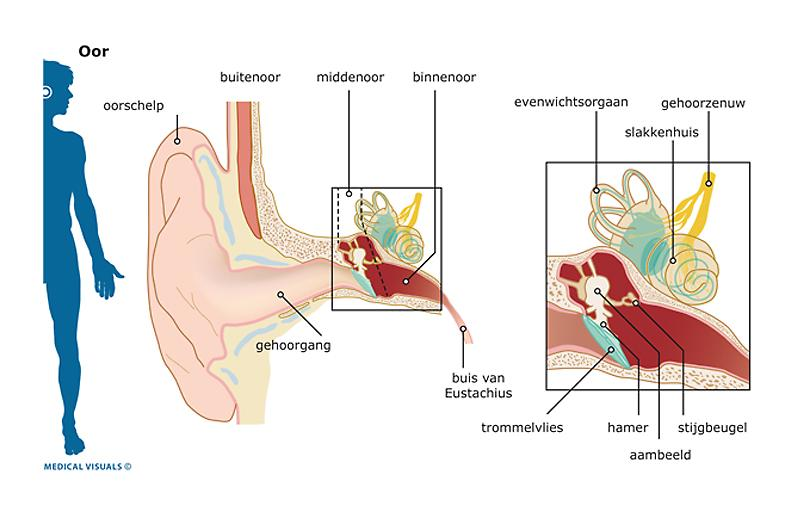 Oor
buitenoor
middenoor
binnenoor
oorschelp
evenwichtsorgaan
gehoorzenuw
slakkenhuis
gehoorgang
buis van
Eustachius
trommelvlies
hamer
stijgbeugel
aambeeld
MEDICAL VISUALS ©